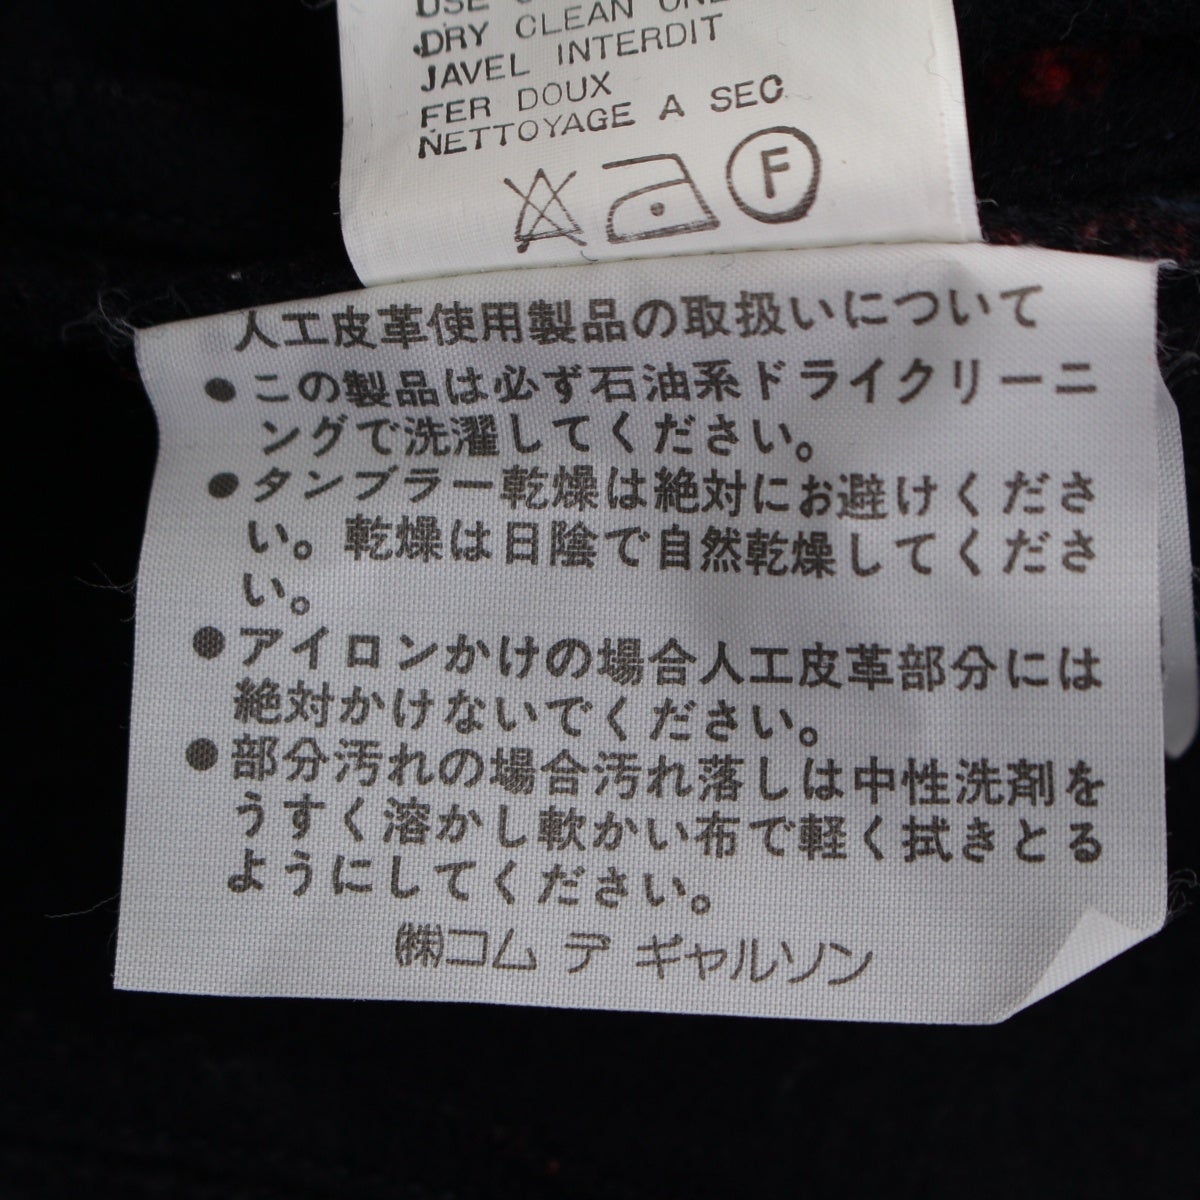 DRY CLEAN
JAVEL INTERDIT
FER DOUX
NETTOYAGE A SEC
F
人工皮革使用製品の取扱いについて
●この製品は必ず石油系ドライクリーニ
ングで洗濯してください。
●タンブラー乾燥は絶対にお避けくださ
い。乾燥は日陰で自然乾燥してくださ
い。
●アイロンかけの場合人工皮革部分には
絶対かけないでください。
●部分汚れの場合汚れ落しは中性洗剤を
うすく溶かし軟かい布で軽く拭きとる
ようにしてください。
㈱コム デ ギャルソン